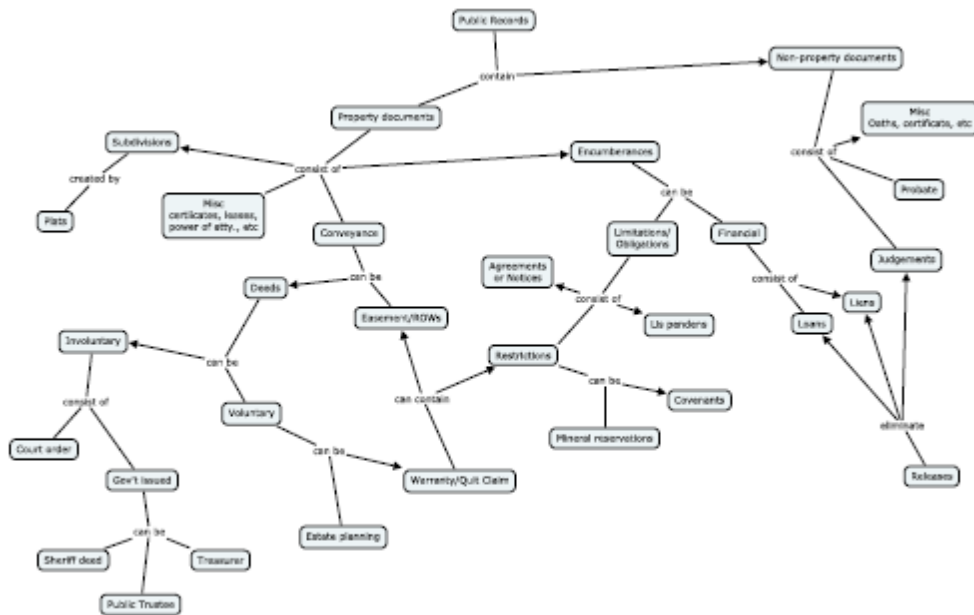 Public Records
contain
Non-property documents
Property documents
Misc
Oaths, certificate, etc
Subdivisions
consist of
Encumberances
consist of
created by
can be
Probate
Misc
certificates, leases,
power of atty., etc
Plats
Conveyance
Limitations/
Obligations
Financial
Judgements
Agreements
or Notices
can be
consist of
Deeds
consist of
Liens
Easement/ROWs
Lis pendens
Loans
Involuntary
can be
Restrictions
can be
consist of
can contain
Covenants
Voluntary
eliminate
Court order
can be
Mineral reservations
Gev't issued
Warranty/Quit Claim
Releases
can be
Estate planning
Sheriff deed
Treasurer
Public Trustee